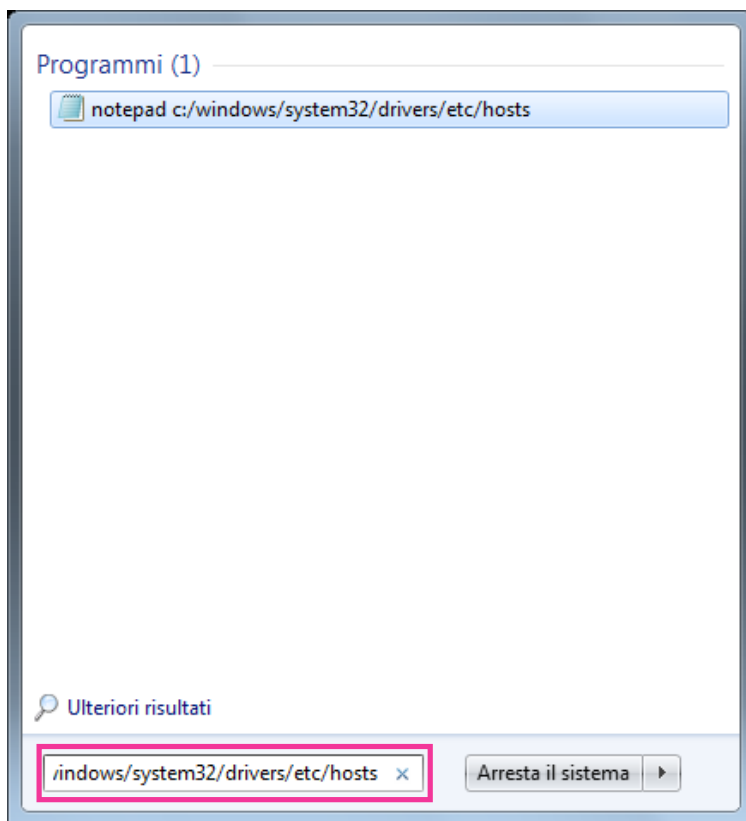 Programmi (1)
notepad c:/windows/system32/drivers/etc/hosts
Ulteriori risultati
/indows/system32/drivers/etc/hosts
Arresta il sistema